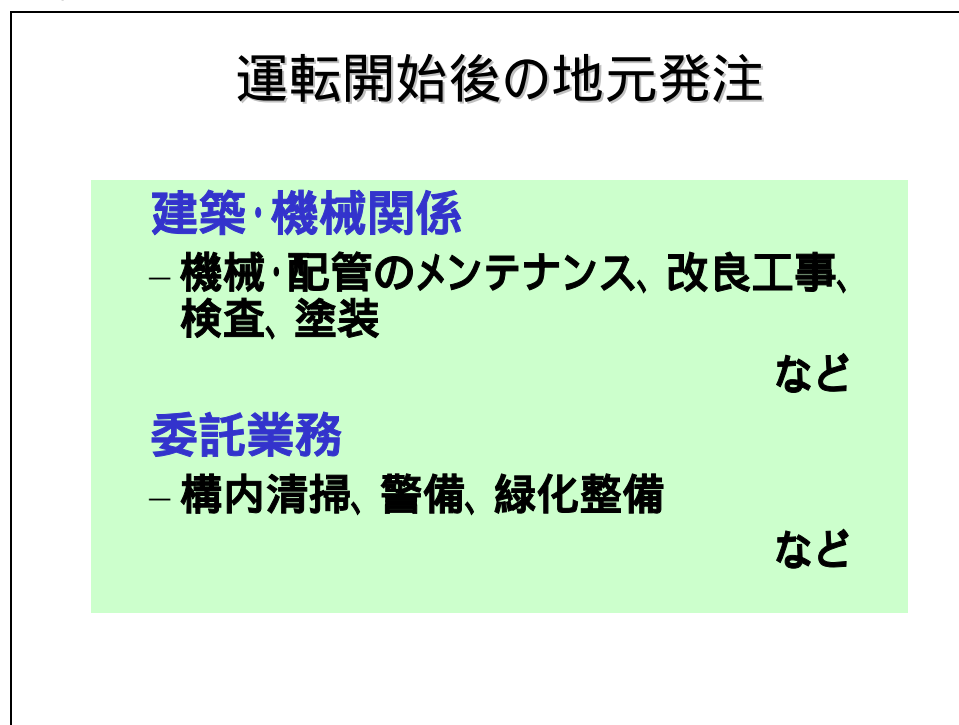 運転開始後の地元発注
建築・機械関係
– 機械・配管のメンテナンス、改良工事、
検査、塗装
など
委託業務
– 構内清掃、警備、緑化整備
など